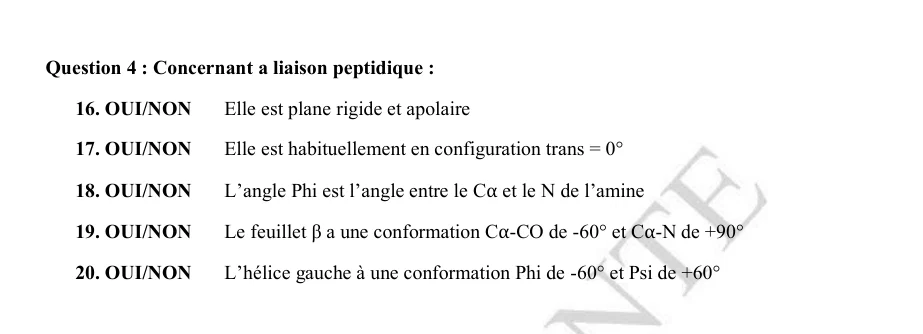 Question 4 : Concernant a liaison peptidique :
16. OUI/NON Elle est plane rigide et apolaire
17. OUI/NON Elle est habituellement en configuration trans = 0°
18. OUI/NON L’angle Phi est l’angle entre le Cα et le N de l’amine
19. OUI/NON Le feuillet β a une conformation Cα-CO de -60° et Cα-N de +90°
20. OUI/NON L’hélice gauche à une conformation Phi de -60° et Psi de +60°